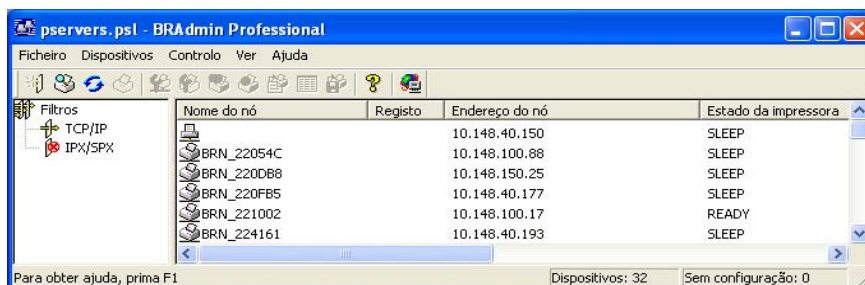 pservers.psl - BRAdmin Professional
Ficheiro Dispositivos Controlo Ver Ajuda
Filtros
TCP/IP
IPX/SPX
Nome do nó Registo Endereço do nó Estado da impressora
10.148.40.150 SLEEP
BRN_22054C 10.148.100.88 SLEEP
BRN_220DB8 10.148.150.25 SLEEP
BRN_220FB5 10.148.40.177 SLEEP
BRN_221002 10.148.100.17 READY
BRN_224161 10.148.40.193 SLEEP
Para obter ajuda, prima F1 Dispositivos: 32 Sem configuração: 0